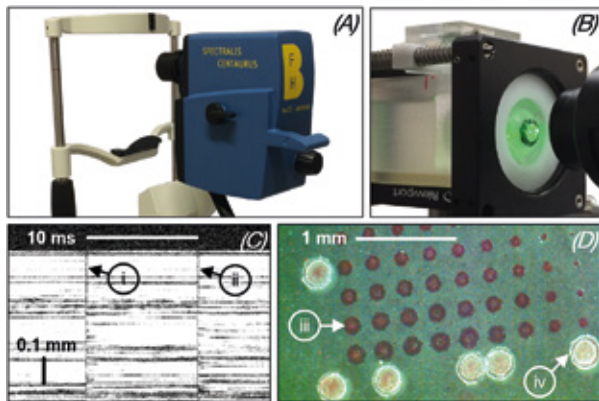 (A)
SPECTRALIS
CENTAURUS
(B)
Newport
10 ms
(C)
i
ii
0.1 mm
1 mm
(D)
iii
iv